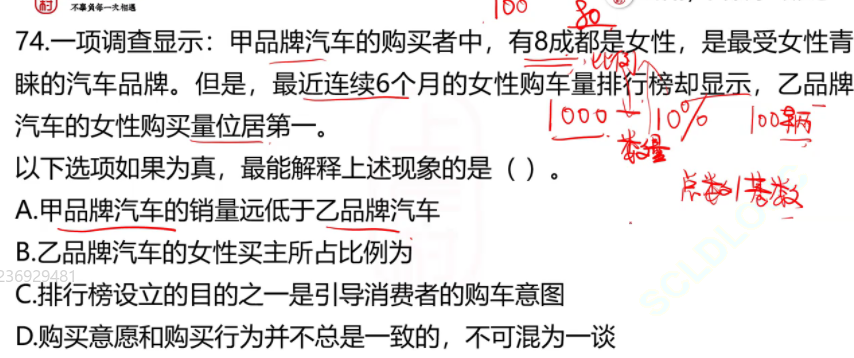 村 不辜负每一次相遇
100 80
74.一项调查显示：甲品牌汽车的购买者中，有8成都是女性，是最受女性青
比例
睐的汽车品牌。但是，最近连续6个月的女性购车量排行榜却显示，乙品牌
汽车的女性购买量位居第一。
1000 10% 100辆
数量
以下选项如果为真，最能解释上述现象的是（ ）。
基数
A.甲品牌汽车的销量远低于乙品牌汽车
B.乙品牌汽车的女性买主所占比例为
236929481
C.排行榜设立的目的之一是引导消费者的购车意图
D.购买意愿和购买行为并不总是一致的，不可混为一谈